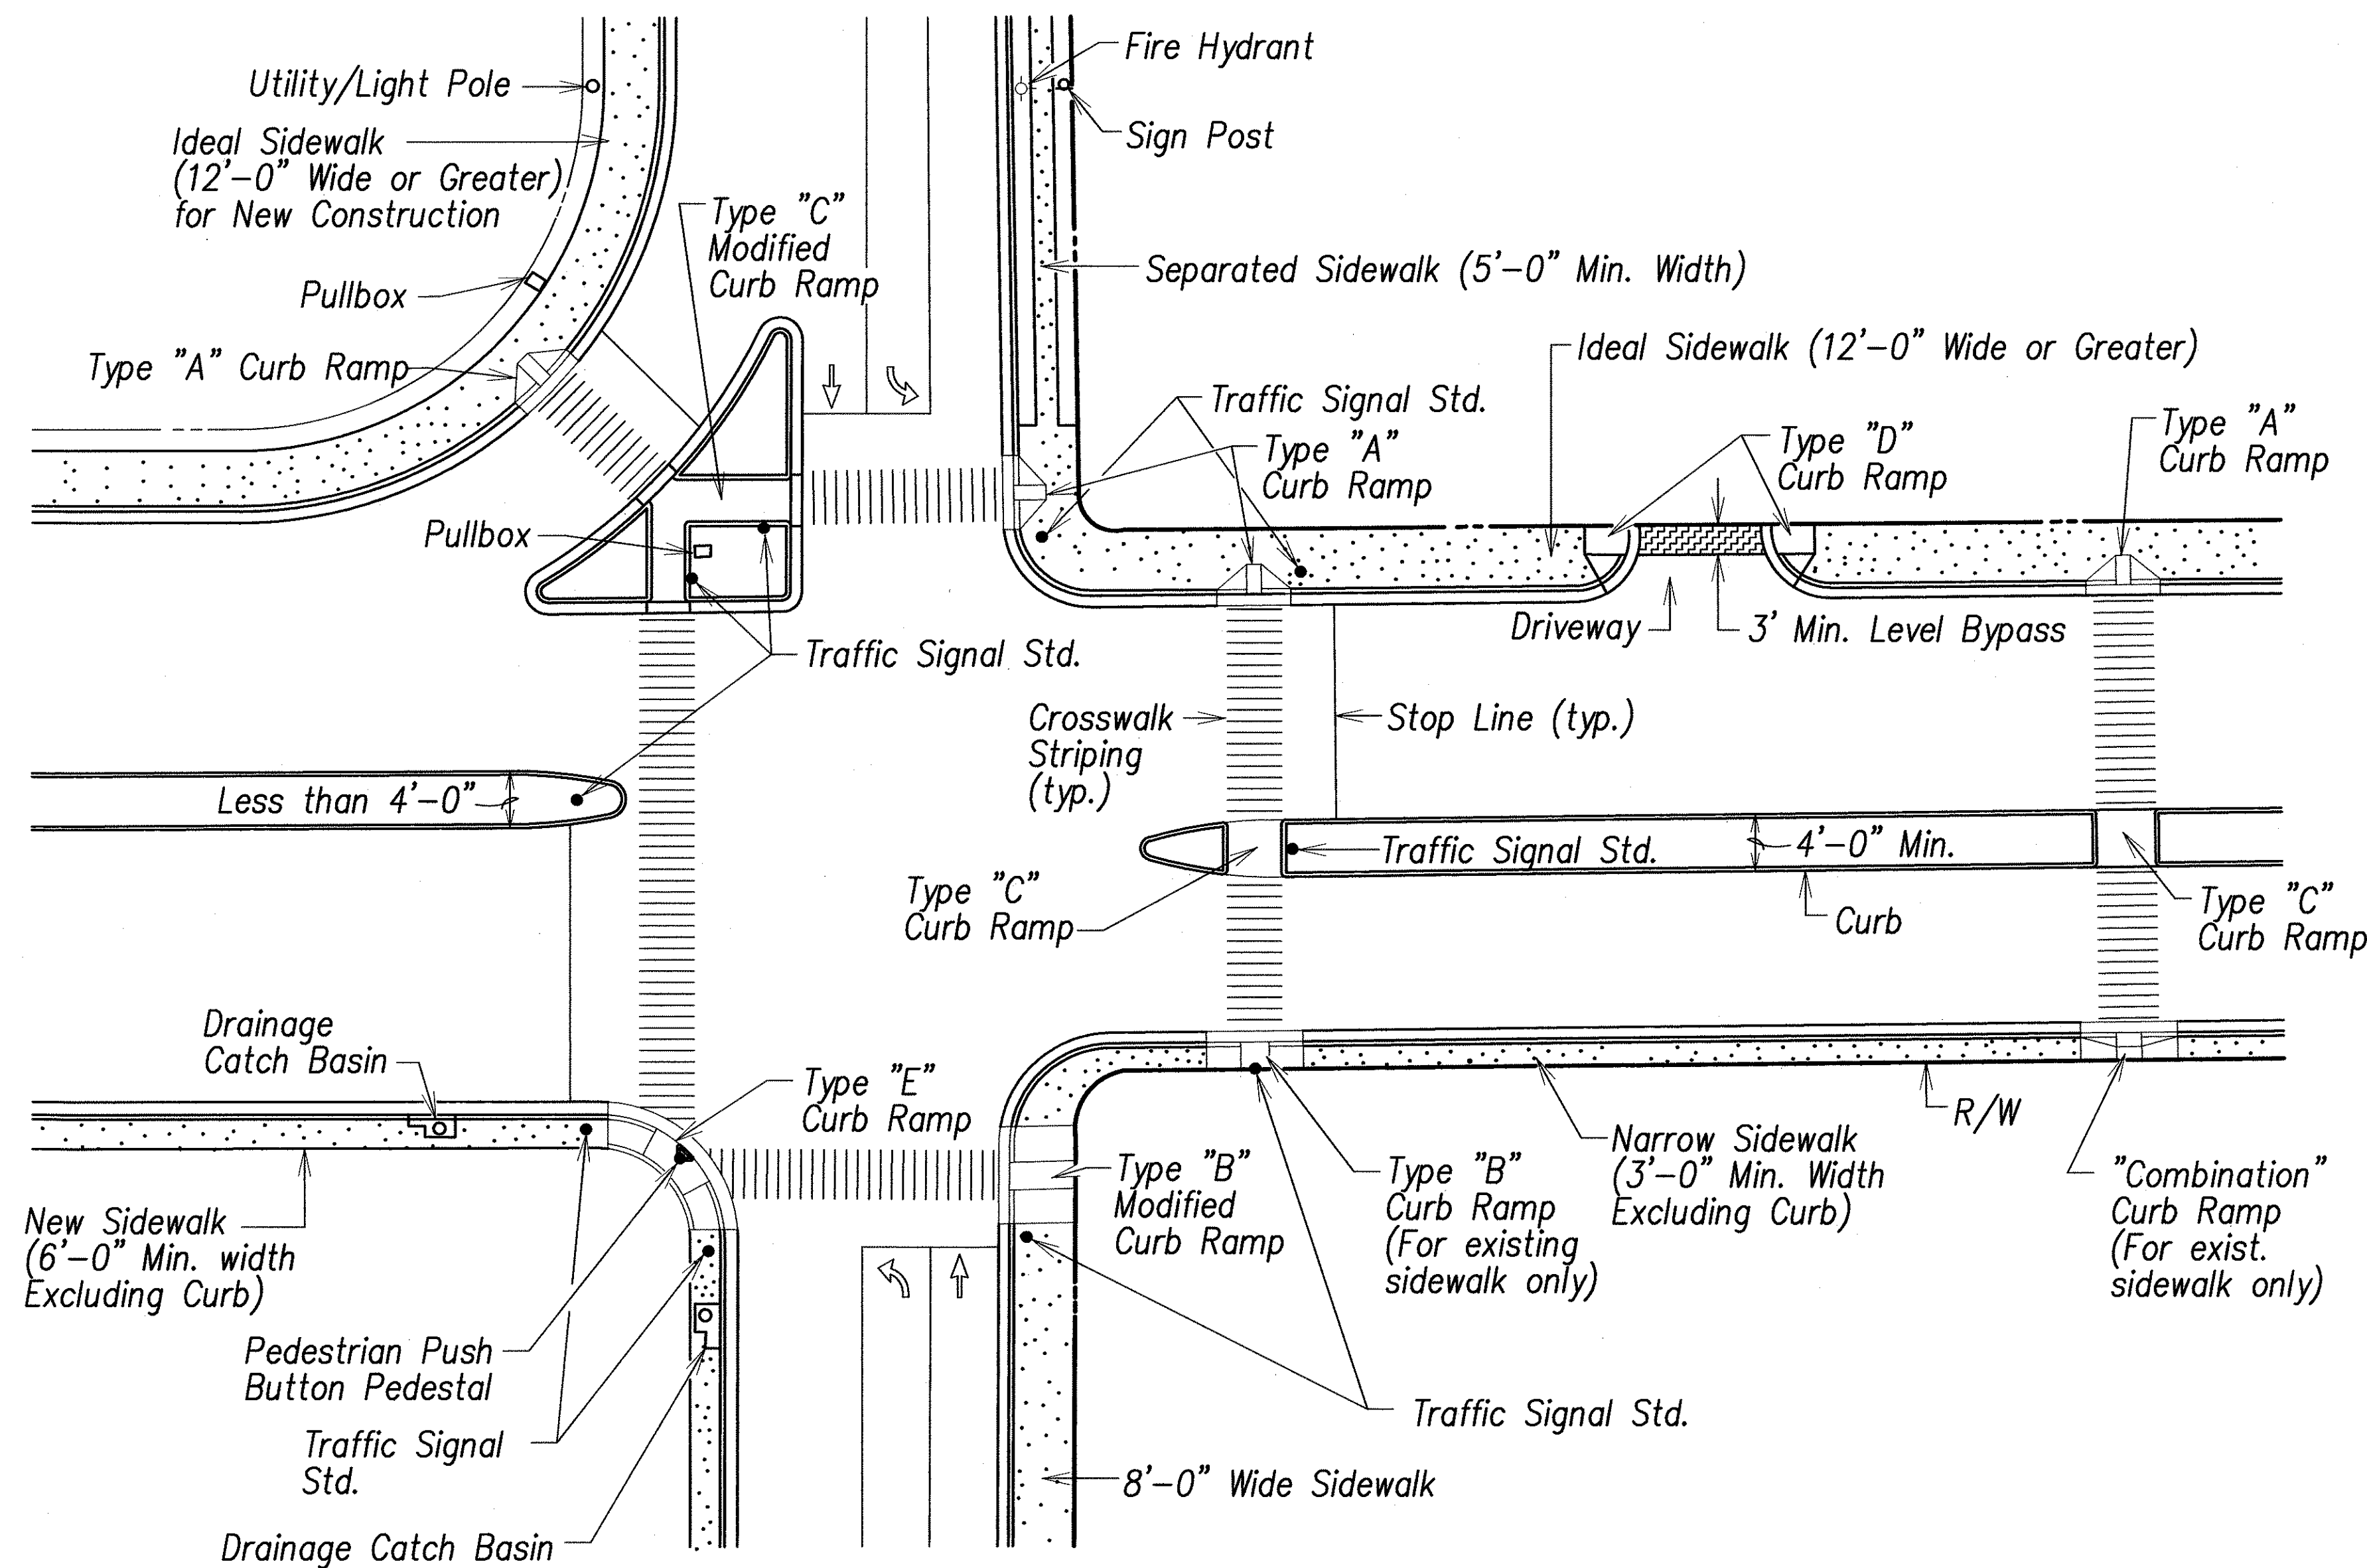 Fire Hydrant
Utility/Light Pole
Sign Post
Ideal Sidewalk
(12'-0" Wide or Greater)
for New Construction
Type "C"
Modified
Curb Ramp
Separated Sidewalk (5'-0" Min. Width)
Pullbox
Type "A" Curb Ramp
Ideal Sidewalk (12'-0" Wide or Greater)
Traffic Signal Std.
Type "A"
Curb Ramp
Type "D"
Curb Ramp
Type "A"
Curb Ramp
Pullbox
Driveway
3' Min. Level Bypass
Traffic Signal Std.
Crosswalk
Striping
(typ.)
Stop Line (typ.)
Less than 4'-0"
Traffic Signal Std.
4'-0" Min.
Type "C"
Curb Ramp
Curb
Type "C"
Curb Ramp
Drainage
Catch Basin
Type "E"
Curb Ramp
R/W
New Sidewalk
(6'-0" Min. width
Excluding Curb)
Type "B"
Modified
Curb Ramp
Type "B"
Curb Ramp
(For existing
sidewalk only)
Narrow Sidewalk
(3'-0" Min. Width
Excluding Curb)
"Combination"
Curb Ramp
(For exist.
sidewalk only)
Pedestrian Push
Button Pedestal
Traffic Signal
Std.
Traffic Signal Std.
8'-0" Wide Sidewalk
Drainage Catch Basin